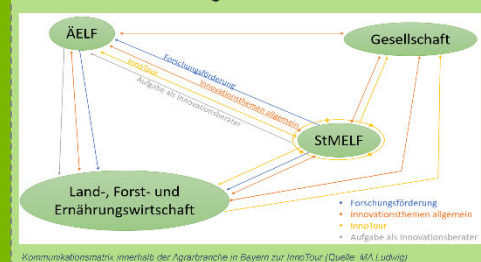 ÄELF
Gesellschaft
Forschungsförderung
Innovationsthemen allgemein
InnoTour
Aufgabe als Innovationsberater
StMELF
Land-, Forst- und
Ernährungswirtschaft
• Forschungsförderung
• Innovationsthemen allgemein
• InnoTour
• Aufgabe als Innovationsberater
Kommunikationsmatrix innerhalb der Agrarbranche in Bayern zur InnoTour (Quelle: MA Ludwig)